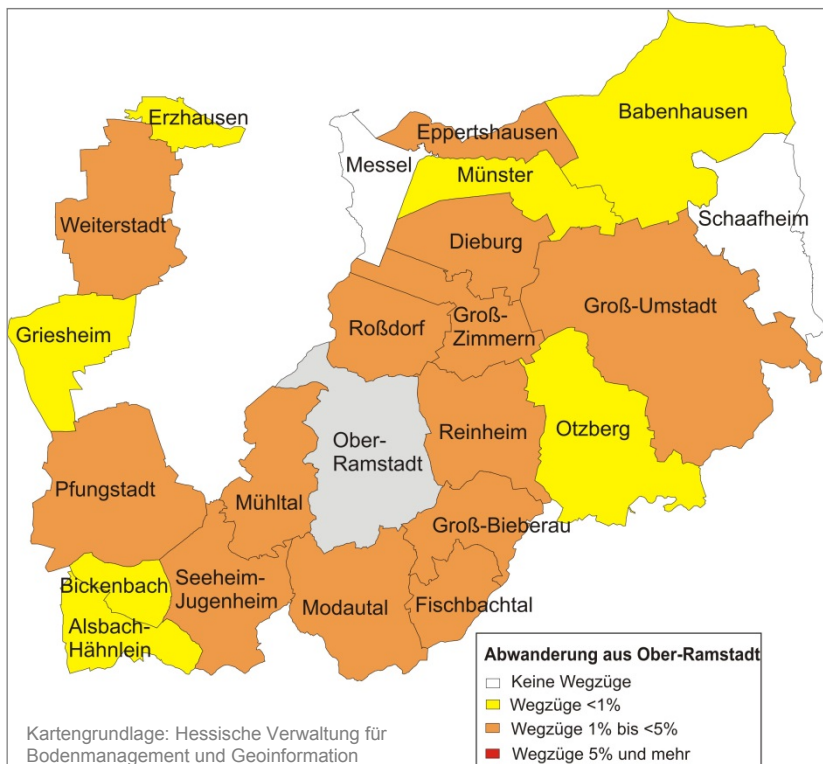 Erzhausen
Babenhausen
Eppertshausen
Messel
Münster
Weiterstadt
Schaafheim
Dieburg
Groß-Umstadt
Griesheim
Roßdorf
Groß-
Zimmern
Ober-
Ramstadt
Reinheim
Otzberg
Pfungstadt
Mühltal
Groß-Bieberau
Bickenbach
Seeheim-
Jugenheim
Modautal
Fischbachtal
Alsbach-
Hähnlein
Abwanderung aus Ober-Ramstadt
Keine Wegzüge
Wegzüge <1%
Wegzüge 1% bis <5%
Wegzüge 5% und mehr
Kartengrundlage: Hessische Verwaltung für
Bodenmanagement und Geoinformation